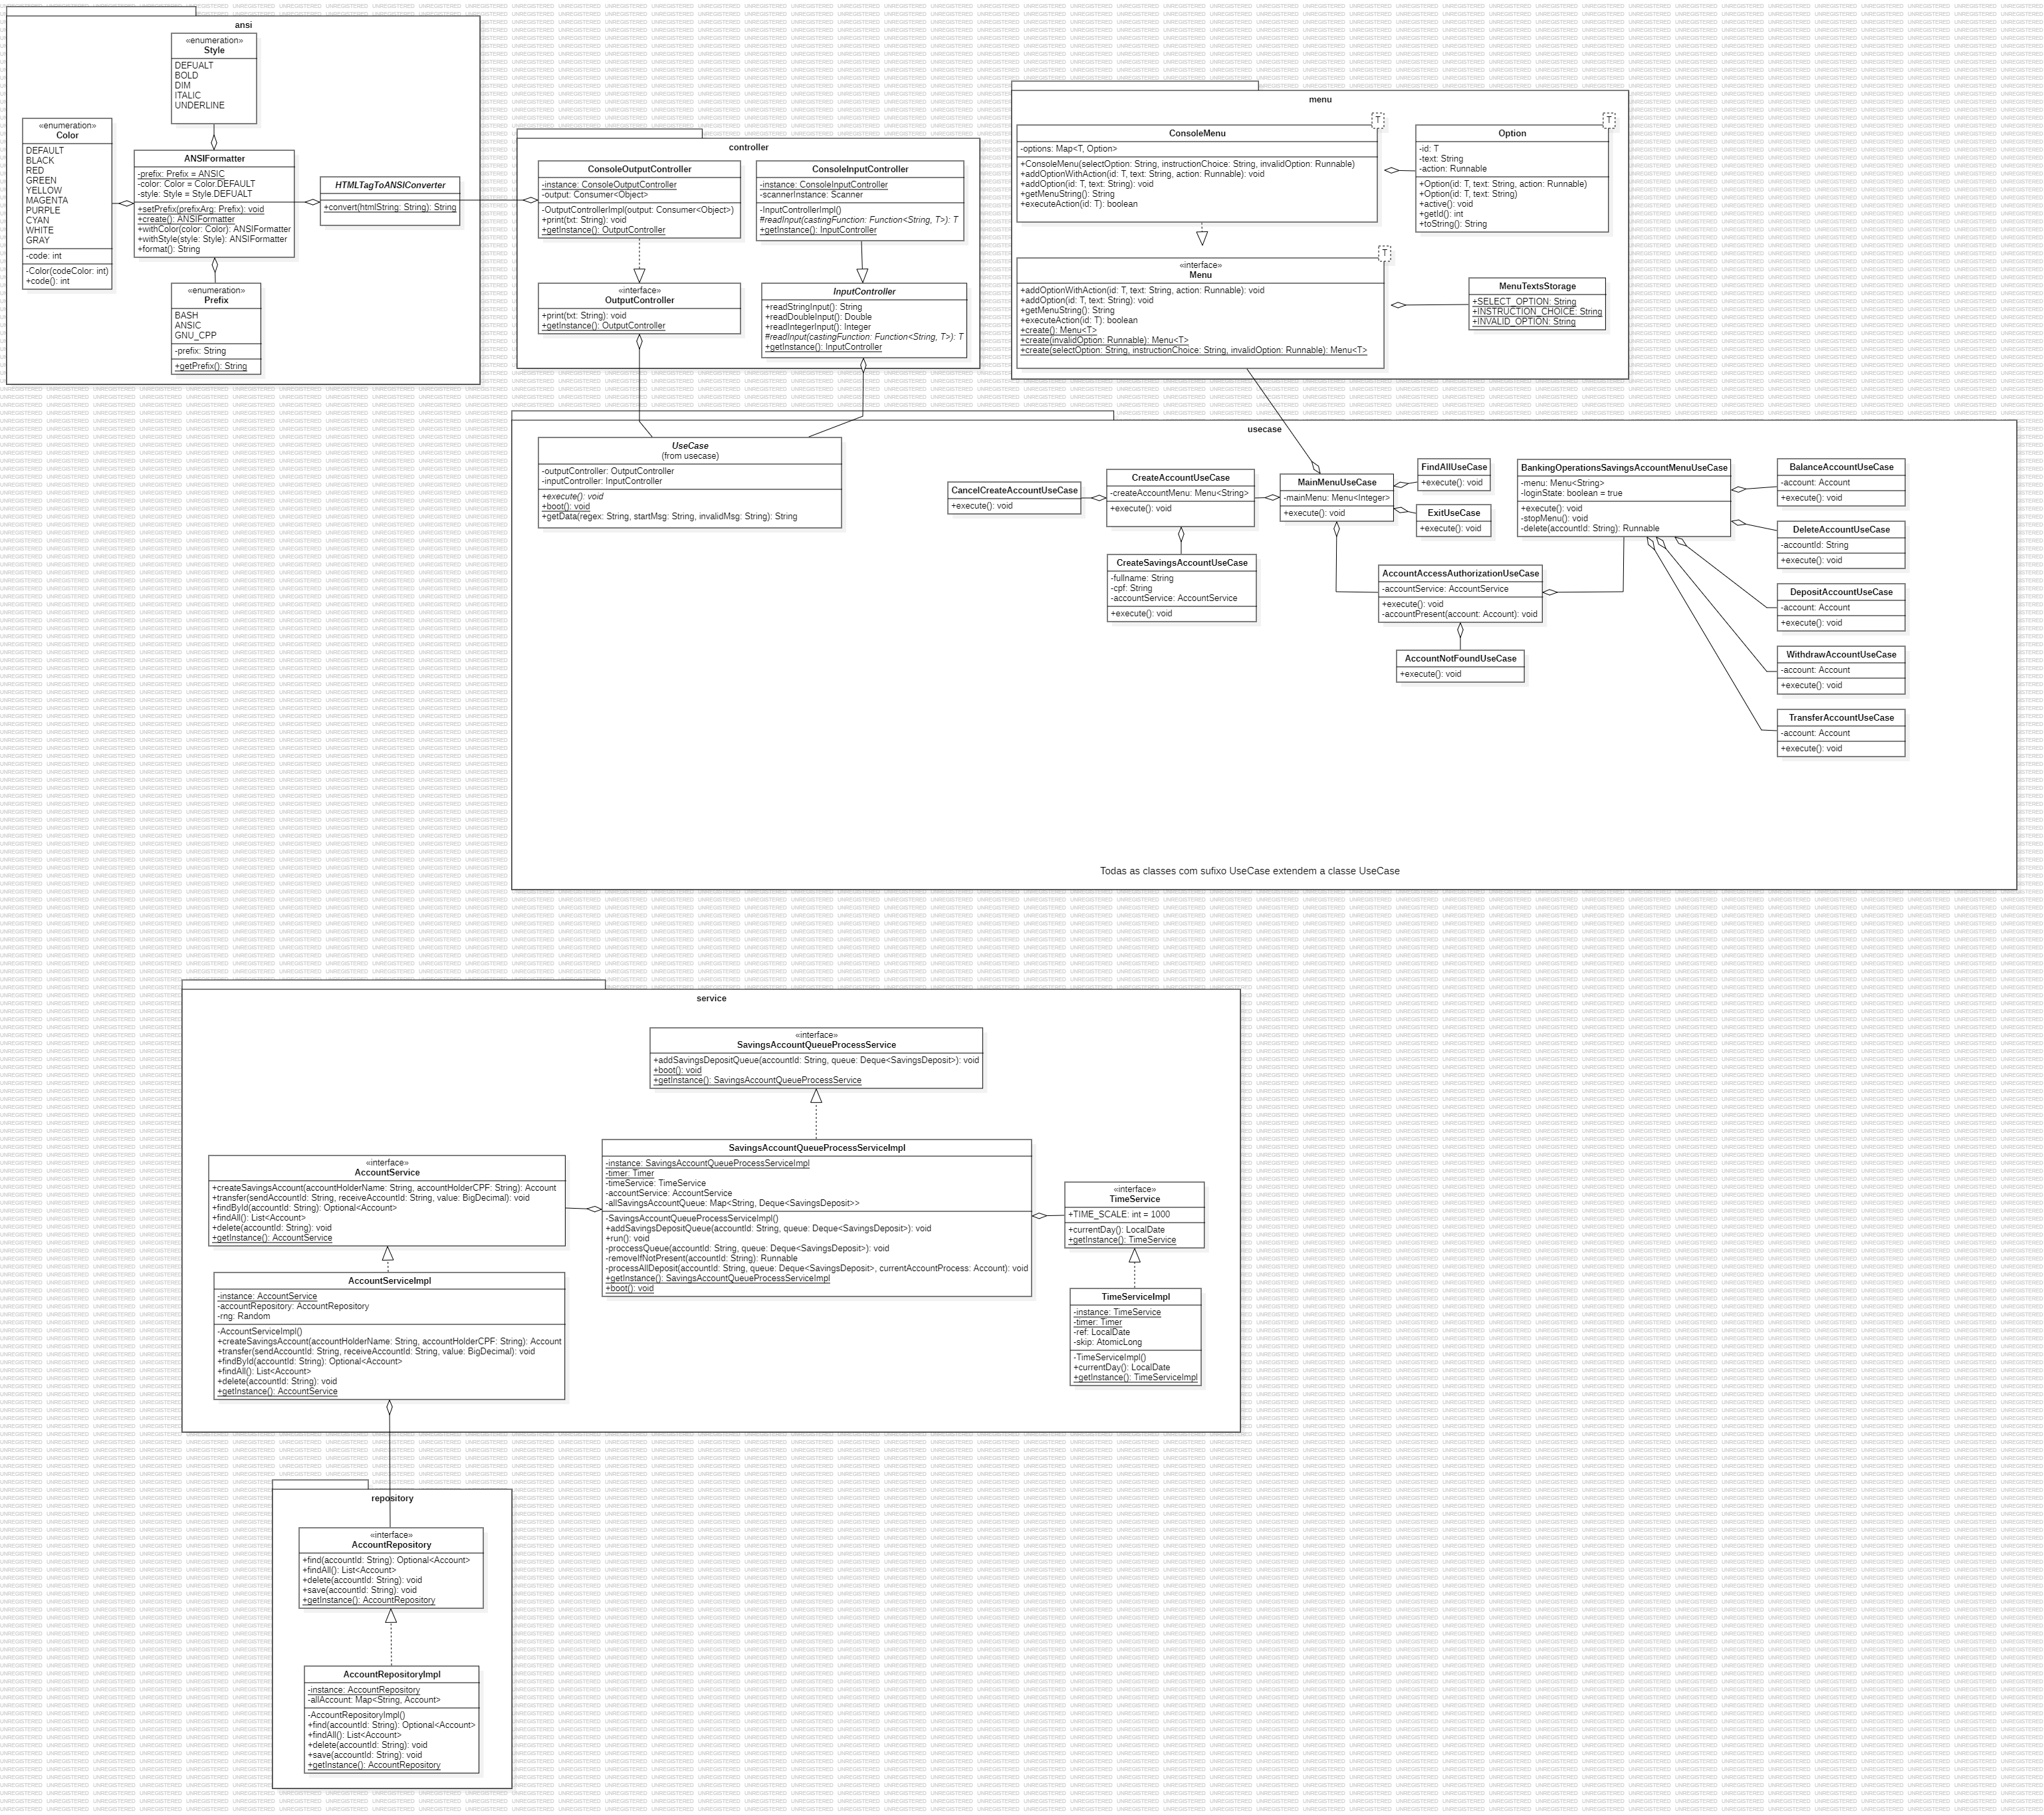 ansi
«enumeration»
Style
DEFUALT
BOLD
DIM
ITALIC
UNDERLINE
«enumeration»
Color
DEFAULT
BLACK
RED
GREEN
YELLOW
MAGENTA
PURPLE
CYAN
WHITE
GRAY
-code: int
-Color(codeColor: int)
+code(): int
ANSIFormatter
-prefix: Prefix = ANSIC
-color: Color = Color.DEFAULT
-style: Style = Style.DEFUALT
+setPrefix(prefixArg: Prefix): void
+create(): ANSIFormatter
+withColor(color: Color): ANSIFormatter
+withStyle(style: Style): ANSIFormatter
+format(): String
HTMLTagToANSIConverter
+convert(htmlString: String): String
«enumeration»
Prefix
BASH
ANSIC
GNU_CPP
-prefix: String
+getPrefix(): String
controller
ConsoleOutputController
-instance: ConsoleOutputController
-output: Consumer<Object>
-OutputControllerImpl(output: Consumer<Object>)
+print(txt: String): void
+getInstance(): OutputController
ConsoleInputController
-instance: ConsoleInputController
-scannerInstance: Scanner
-InputControllerImpl()
#readInput(castingFunction: Function<String, T>): T
+getInstance(): InputController
«interface»
OutputController
+print(txt: String): void
+getInstance(): OutputController
InputController
+readStringInput(): String
+readDoubleInput(): Double
+readIntegerInput(): Integer
#readInput(castingFunction: Function<String, T>): T
+getInstance(): InputController
menu
T
ConsoleMenu
-options: Map<T, Option>
+ConsoleMenu(selectOption: String, instructionChoice: String, invalidOption: Runnable)
+addOptionWithAction(id: T, text: String, action: Runnable): void
+addOption(id: T, text: String): void
+getMenuString(): String
+executeAction(id: T): boolean
T
Option
-id: T
-text: String
-action: Runnable
+Option(id: T, text: String, action: Runnable)
+Option(id: T, text: String)
+active(): void
+getId(): int
+toString(): String
T
«interface»
Menu
+addOptionWithAction(id: T, text: String, action: Runnable): void
+addOption(id: T, text: String): void
+getMenuString(): String
+executeAction(id: T): boolean
+create(): Menu<T>
+create(invalidOption: Runnable): Menu<T>
+create(selectOption: String, instructionChoice: String, invalidOption: Runnable): Menu<T>
MenuTextsStorage
+SELECT_OPTION: String
+INSTRUCTION_CHOICE: String
+INVALID_OPTION: String
usecase
UseCase
(from usecase)
-outputController: OutputController
-inputController: InputController
+execute(): void
+boot(): void
+getData(regex: String, startMsg: String, invalidMsg: String): String
CancelCreateAccountUseCase
+execute(): void
CreateAccountUseCase
-createAccountMenu: Menu<String>
+execute(): void
MainMenuUseCase
-mainMenu: Menu<Integer>
+execute(): void
FindAllUseCase
+execute(): void
ExitUseCase
+execute(): void
BankingOperationsSavingsAccountMenuUseCase
-menu: Menu<String>
-loginState: boolean = true
+execute(): void
-stopMenu(): void
-delete(accountId: String): Runnable
BalanceAccountUseCase
-account: Account
+execute(): void
DeleteAccountUseCase
-accountId: String
+execute(): void
CreateSavingsAccountUseCase
-fullname: String
-cpf: String
-accountService: AccountService
+execute(): void
AccountAccessAuthorizationUseCase
-accountService: AccountService
+execute(): void
-accountPresent(account: Account): void
DepositAccountUseCase
-account: Account
+execute(): void
AccountNotFoundUseCase
+execute(): void
WithdrawAccountUseCase
-account: Account
+execute(): void
TransferAccountUseCase
-account: Account
+execute(): void
Todas as classes com sufixo UseCase extendem a classe UseCase
service
«interface»
SavingsAccountQueueProcessService
+addSavingsDepositQueue(accountId: String, queue: Deque<SavingsDeposit>): void
+boot(): void
+getInstance(): SavingsAccountQueueProcessService
«interface»
AccountService
+createSavingsAccount(accountHolderName: String, accountHolderCPF: String): Account
+transfer(sendAccountId: String, receiveAccountId: String, value: BigDecimal): void
+findById(accountId: String): Optional<Account>
+findAll(): List<Account>
+delete(accountId: String): void
+getInstance(): AccountService
SavingsAccountQueueProcessServiceImpl
-instance: SavingsAccountQueueProcessServiceImpl
-timer: Timer
-timeService: TimeService
-accountService: AccountService
-allSavingsAccountQueue: Map<String, Deque<SavingsDeposit>>
-SavingsAccountQueueProcessServiceImpl()
+addSavingsDepositQueue(accountId: String, queue: Deque<SavingsDeposit>): void
+run(): void
-proccessQueue(accountId: String, queue: Deque<SavingsDeposit>): void
-removeIfNotPresent(accountId: String): Runnable
-processAllDeposit(accountId: String, queue: Deque<SavingsDeposit>, currentAccountProcess: Account): void
+getInstance(): SavingsAccountQueueProcessServiceImpl
+boot(): void
«interface»
TimeService
+TIME_SCALE: int = 1000
+currentDay(): LocalDate
+getInstance(): TimeService
AccountServiceImpl
-instance: AccountService
-accountRepository: AccountRepository
-rng: Random
-AccountServiceImpl()
+createSavingsAccount(accountHolderName: String, accountHolderCPF: String): Account
+transfer(sendAccountId: String, receiveAccountId: String, value: BigDecimal): void
+findById(accountId: String): Optional<Account>
+findAll(): List<Account>
+delete(accountId: String): void
+getInstance(): AccountService
TimeServiceImpl
-instance: TimeService
-timer: Timer
-ref: LocalDate
-skip: AtomicLong
-TimeServiceImpl()
+currentDay(): LocalDate
+getInstance(): TimeServiceImpl
repository
«interface»
AccountRepository
+find(accountId: String): Optional<Account>
+findAll(): List<Account>
+delete(accountId: String): void
+save(accountId: String): void
+getInstance(): AccountRepository
AccountRepositoryImpl
-instance: AccountRepository
-allAccount: Map<String, Account>
-AccountRepositoryImpl()
+find(accountId: String): Optional<Account>
+findAll(): List<Account>
+delete(accountId: String): void
+save(accountId: String): void
+getInstance(): AccountRepository